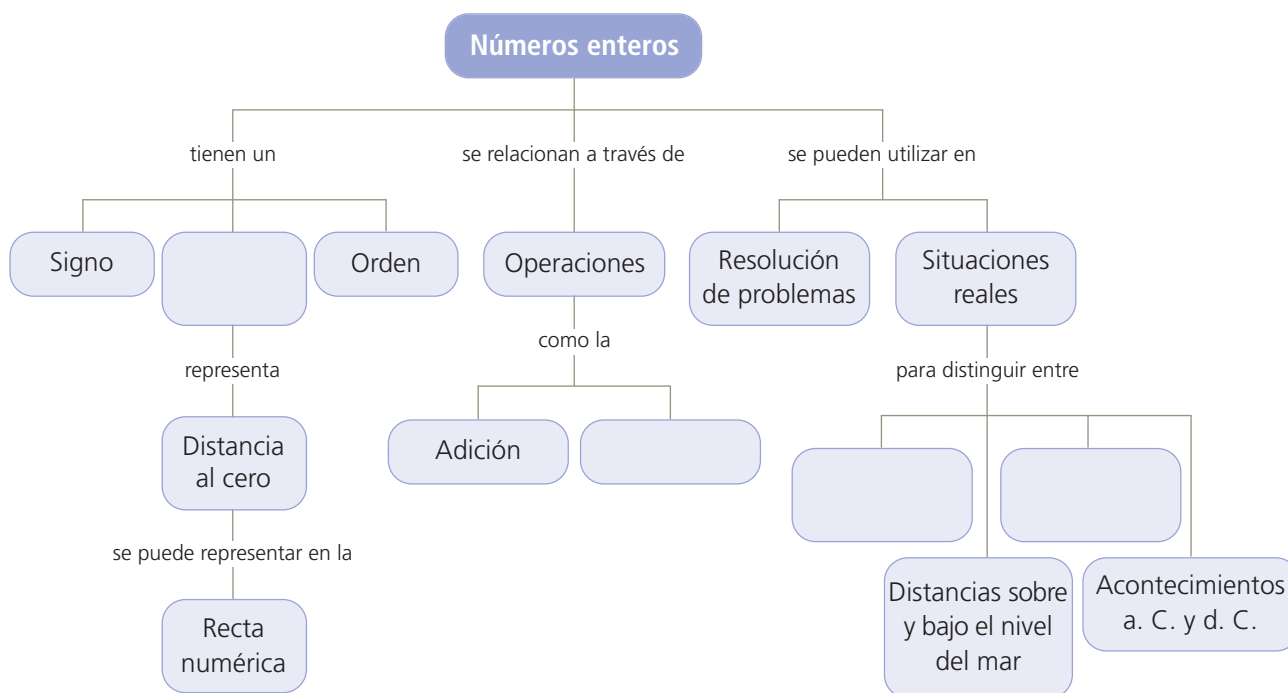 Números enteros
tienen un
se relacionan a través de
se pueden utilizar en
Signo
Orden
Operaciones
Resolución
de problemas
Situaciones
reales
representa
como la
para distinguir entre
Distancia
al cero
Adición
se puede representar en la
Recta
numérica
Distancias sobre
y bajo el nivel
del mar
Acontecimientos
a. C. y d. C.